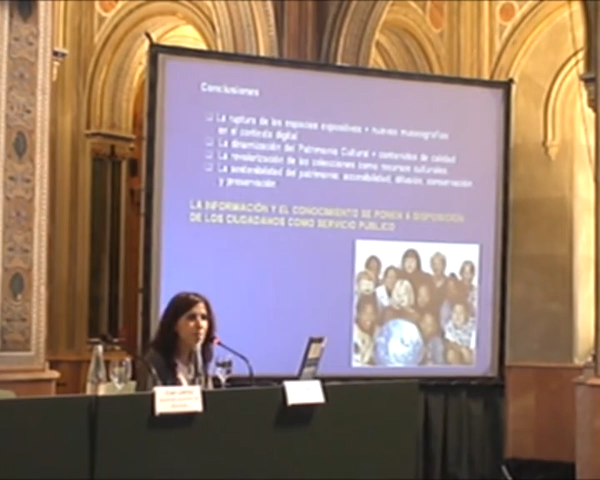 Conclusiones
La ruptura de los espacios expositivos + nuevas museografías
en el contexto digital
La dinamización del Patrimonio Cultural + contenidos de calidad
La revalorización de las colecciones como recursos culturales
La sostenibilidad del patrimonio: accesibilidad, difusión, conservación
y preservación
LA INFORMACIÓN Y EL CONOCIMIENTO SE PONEN A DISPOSICIÓN
DE LOS CIUDADANOS COMO SERVICIO PÚBLICO